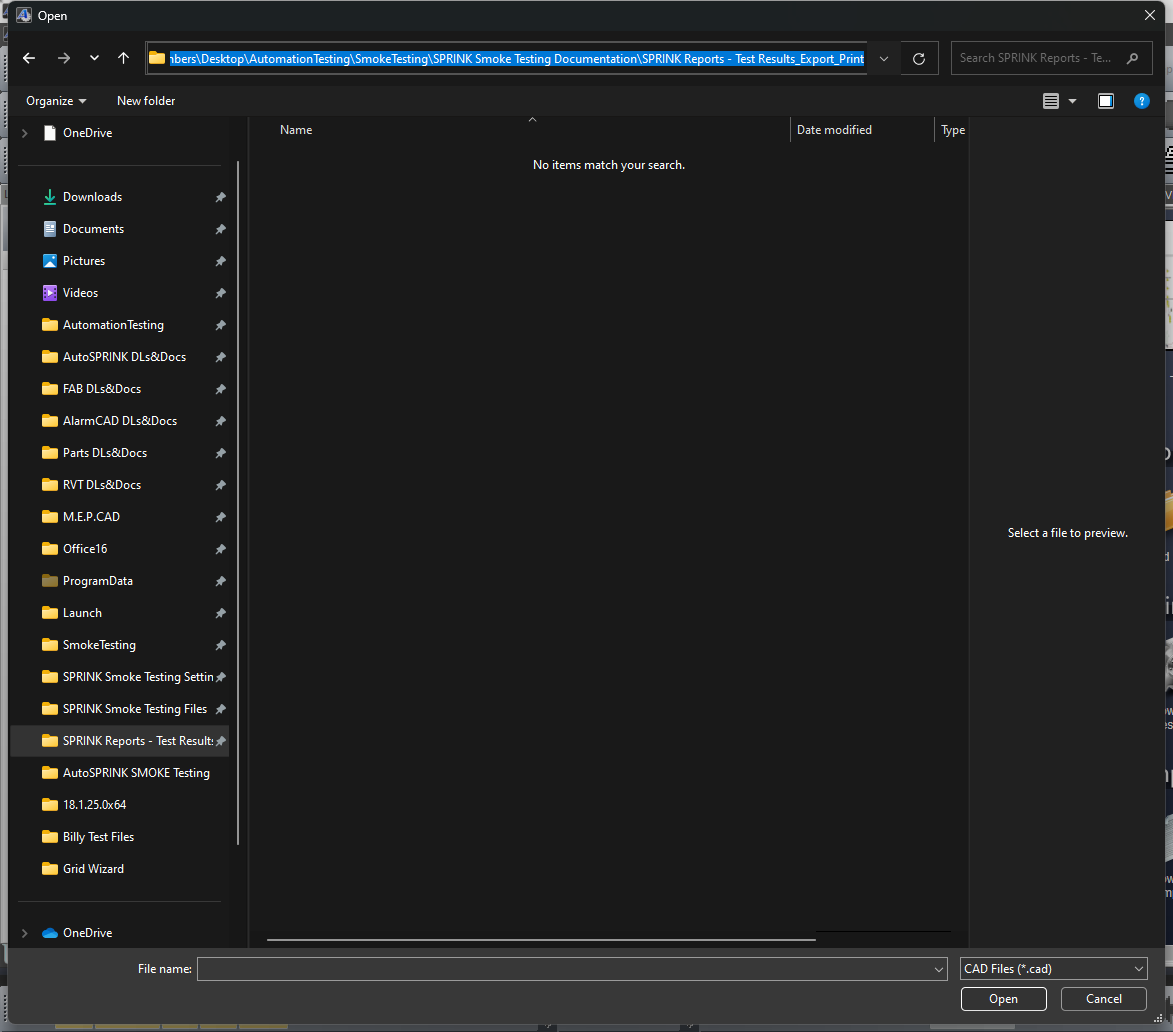 Open
nbers\Desktop\AutomationTesting\SmokeTesting\SPRINK Smoke Testing Documentation\SPRINK Reports - Test Results_Export_Print
Search SPRINK Reports - Te...
Organize
New folder
?
OneDrive
Name
Date modified
Type
No items match your search.
Downloads
Documents
Pictures
Videos
AutomationTesting
AutoSPRINK DLs&Docs
FAB DLs&Docs
AlarmCAD DLs&Docs
Parts DLs&Docs
RVT DLs&Docs
M.E.P.CAD
Office16
ProgramData
Launch
SmokeTesting
SPRINK Smoke Testing Settin
SPRINK Smoke Testing Files
SPRINK Reports - Test Results
AutoSPRINK SMOKE Testing
18.1.25.0x64
Billy Test Files
Grid Wizard
OneDrive
Select a file to preview.
File name:
CAD Files (*.cad)
Open
Cancel